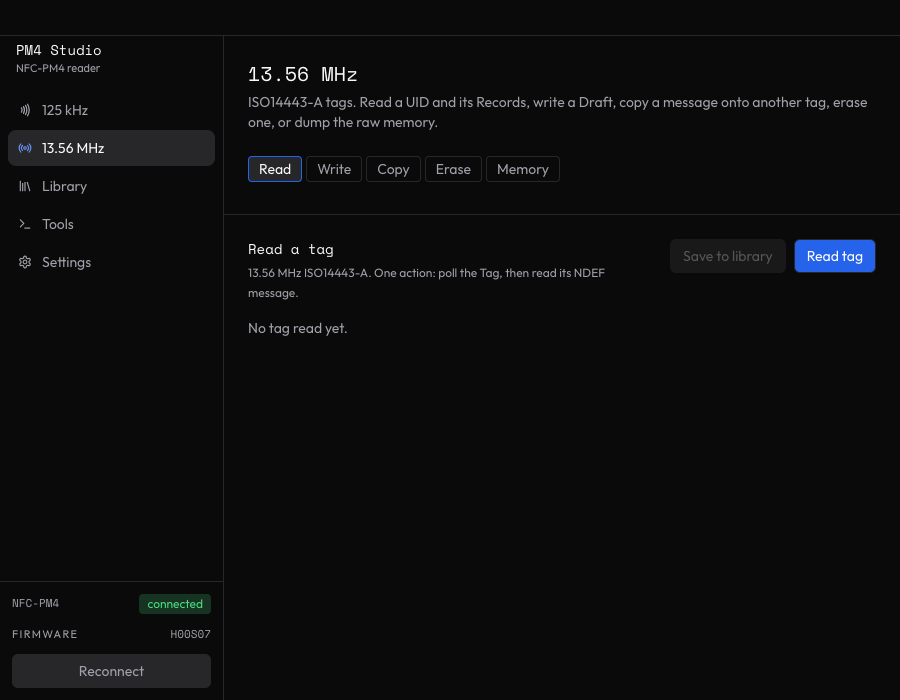 PM4 Studio
NFC-PM4 reader
125 kHz
13.56 MHz
Library
Tools
Settings
NFC-PM4
connected
FIRMWARE
H00S07
Reconnect
13.56 MHz
ISO14443-A tags. Read a UID and its Records, write a Draft, copy a message onto another tag, erase
one, or dump the raw memory.
Read
Write
Copy
Erase
Memory
Read a tag
13.56 MHz ISO14443-A. One action: poll the Tag, then read its NDEF
message.
Save to library
Read tag
No tag read yet.